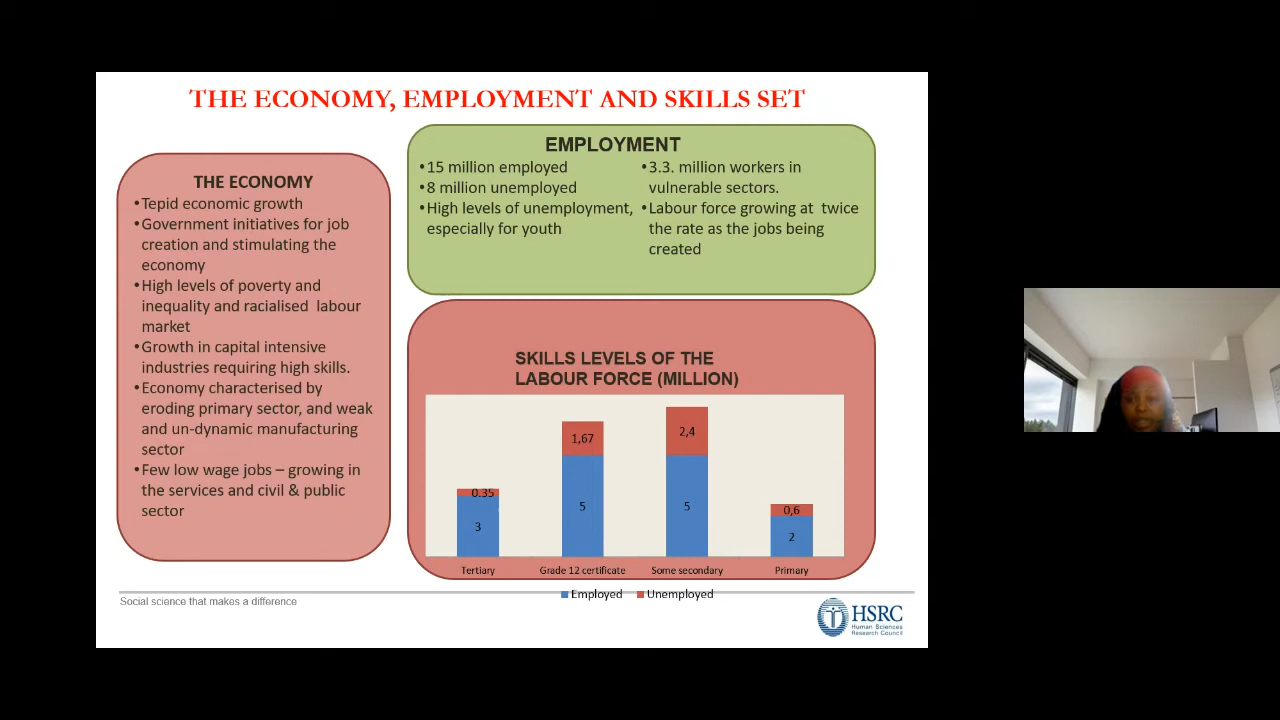 THE ECONOMY, EMPLOYMENT AND SKILLS SET
THE ECONOMY
•Tepid economic growth
•Government initiatives for job
creation and stimulating the
economy
•High levels of poverty and
inequality and racialised labour
market
•Growth in capital intensive
industries requiring high skills.
•Economy characterised by
eroding primary sector, and weak
and un-dynamic manufacturing
sector
•Few low wage jobs – growing in
the services and civil & public
sector
EMPLOYMENT
•15 million employed
•8 million unemployed
•High levels of unemployment,
especially for youth
•3.3. million workers in
vulnerable sectors.
•Labour force growing at twice
the rate as the jobs being
created
SKILLS LEVELS OF THE
LABOUR FORCE (MILLION)
0.35
3
1,67
5
2,4
5
0,6
2
Tertiary
Grade 12 certificate
Some secondary
Primary
Employed
Unemployed
Social science that makes a difference
HSRC
Human Sciences
Research Council